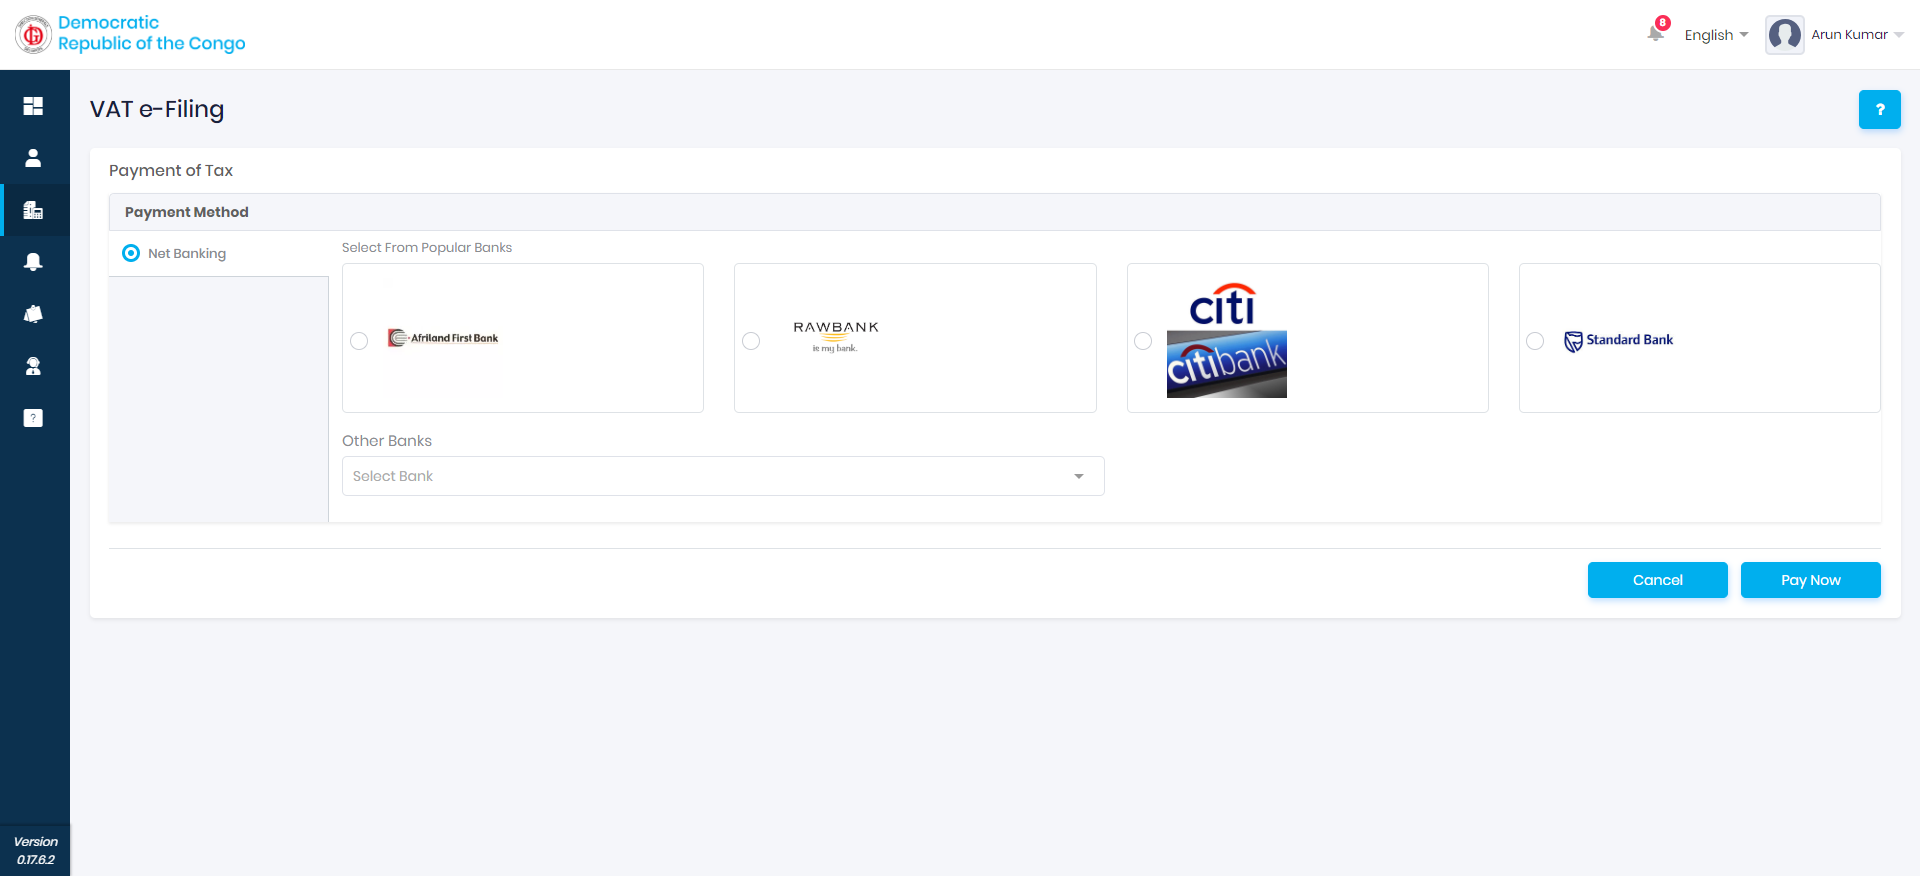 Democratic
Republic of the Congo
8
English
Arun Kumar
VAT e-Filing
?
Payment of Tax
Payment Method
Net Banking
Select From Popular Banks
Afriland First Bank
RAWBANK
is my bank.
citi
citibank
Standard Bank
Other Banks
Select Bank
Cancel
Pay Now
?
Version
0.17.6.2